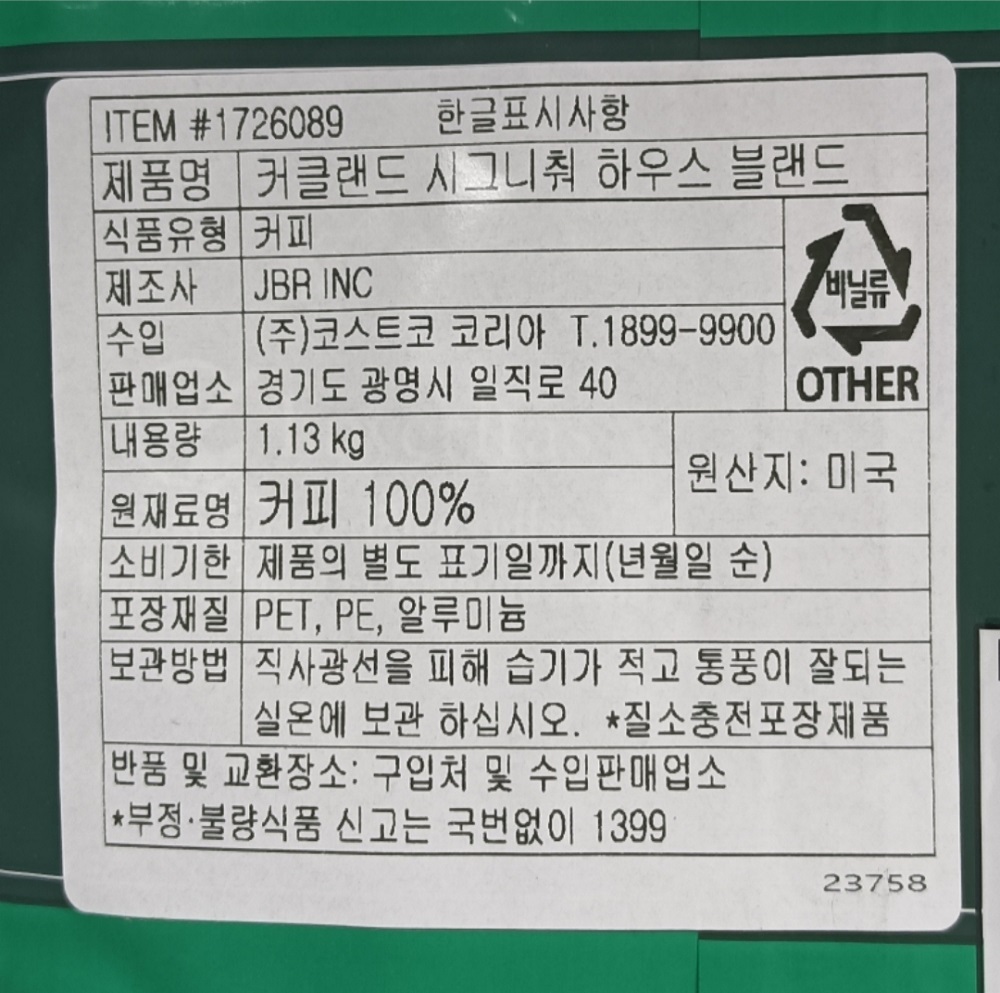 ITEM #1726089 한글표시사항
제품명 커클랜드 시그니춰 하우스 블랜드
식품유형 커피
제조사 JBR INC
수입 (주)코스트코 코리아 T.1899-9900
판매업소 경기도 광명시 일직로 40
비닐류
OTHER
내용량 1.13 kg
원산지: 미국
원재료명 커피 100%
소비기한 제품의 별도 표기일까지(년월일 순)
포장재질 PET, PE, 알루미늄
보관방법 직사광선을 피해 습기가 적고 통풍이 잘되는
실온에 보관 하십시오. *질소충전포장제품
반품 및 교환장소: 구입처 및 수입판매업소
*부정·불량식품 신고는 국번없이 1399
23758